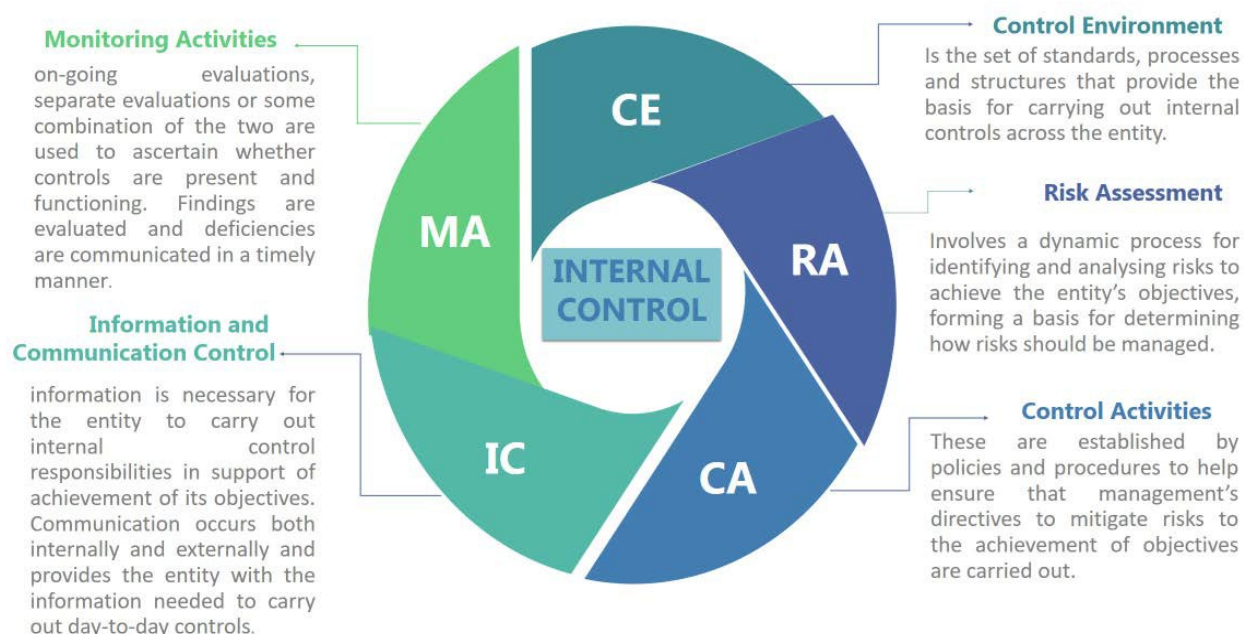 Monitoring Activities
on-going evaluations,
separate evaluations or some
combination of the two are
used to ascertain whether
controls are present and
functioning. Findings are
evaluated and deficiencies
are communicated in a timely
manner.
Information and
Communication Control
information is necessary for
the entity to carry out
internal control
responsibilities in support of
achievement of its objectives.
Communication occurs both
internally and externally and
provides the entity with the
information needed to carry
out day-to-day controls.
CE
RA
CA
IC
MA
INTERNAL
CONTROL
Control Environment
Is the set of standards, processes
and structures that provide the
basis for carrying out internal
controls across the entity.
Risk Assessment
Involves a dynamic process for
identifying and analysing risks to
achieve the entity's objectives,
forming a basis for determining
how risks should be managed.
Control Activities
These are established by
policies and procedures to help
ensure that management's
directives to mitigate risks to
the achievement of objectives
are carried out.